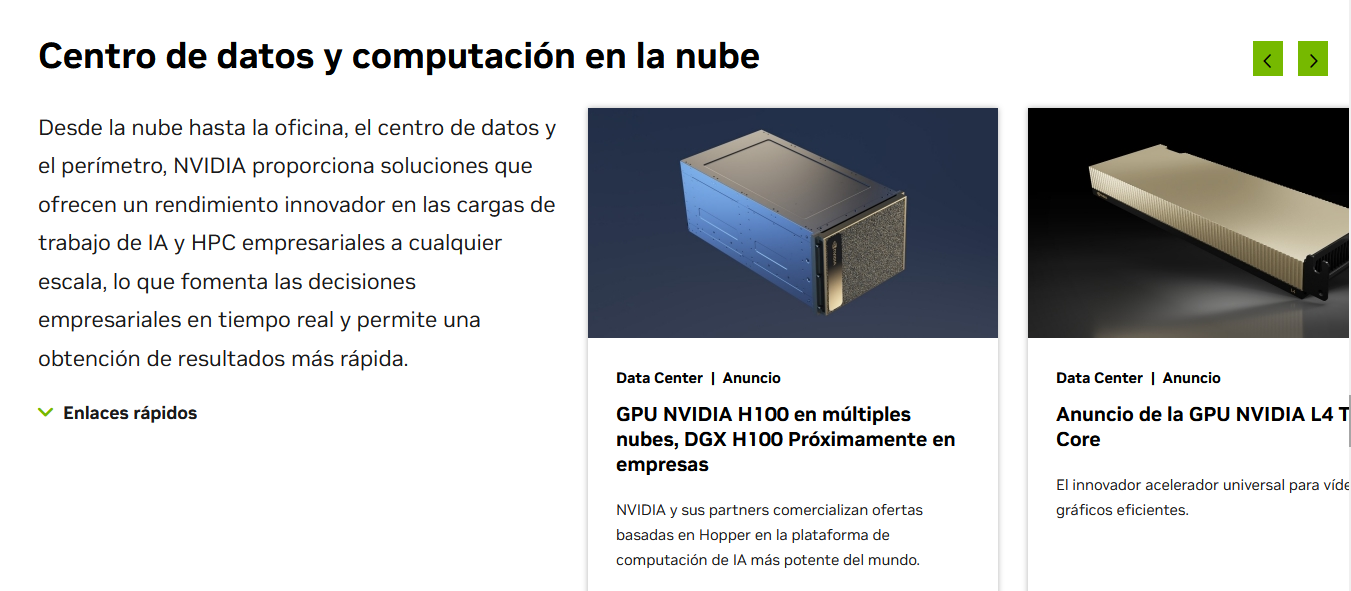 Centro de datos y computación en la nube
Desde la nube hasta la oficina, el centro de datos y
el perímetro, NVIDIA proporciona soluciones que
ofrecen un rendimiento innovador en las cargas de
trabajo de IA y HPC empresariales a cualquier
escala, lo que fomenta las decisiones
empresariales en tiempo real y permite una
obtención de resultados más rápida.
Enlaces rápidos
Data Center | Anuncio
GPU NVIDIA H100 en múltiples
nubes, DGX H100 Próximamente en
empresas
NVIDIA y sus partners comercializan ofertas
basadas en Hopper en la plataforma de
computación de IA más potente del mundo.
Data Center | Anuncio
Anuncio de la GPU NVIDIA L4 T
Core
El innovador acelerador universal para víde
gráficos eficientes.